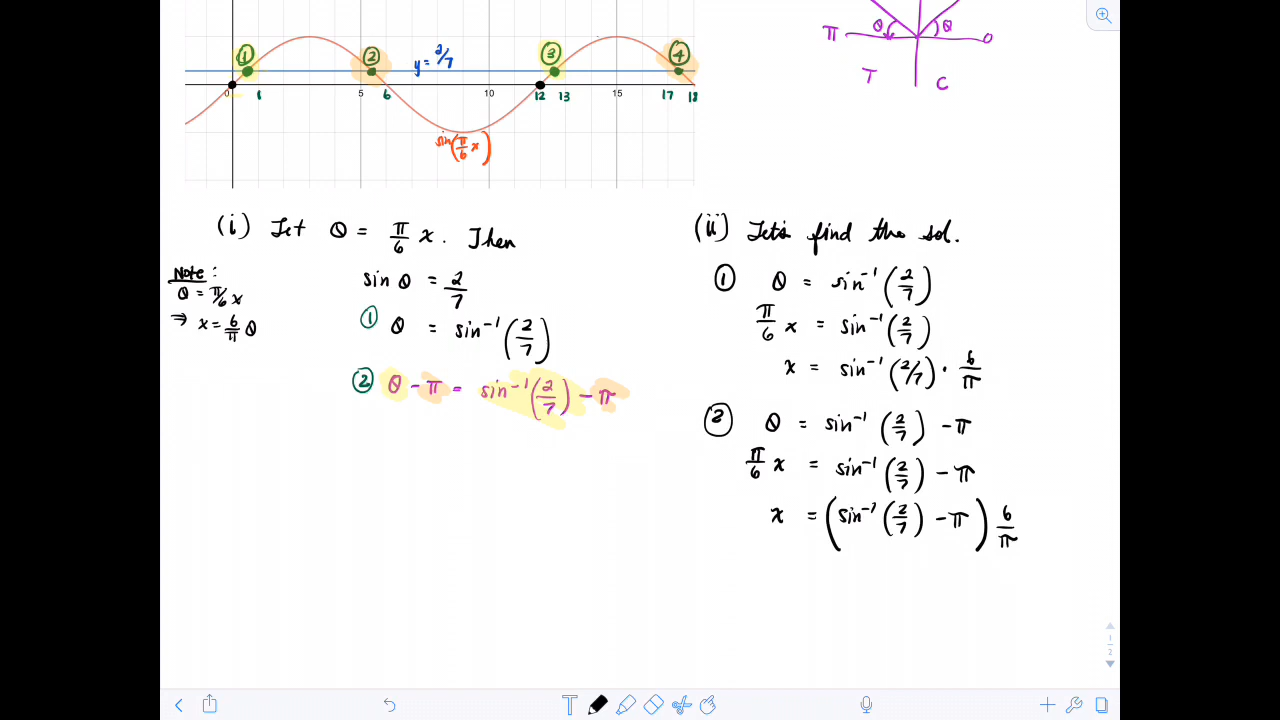 ① ② ③ ④
y = 2/7
0 1 5 6 10 12 13 15 17 18
sin(π/6 x)
π θ θ 0
T C
(i) Let θ = π/6 x. Then
Note:
θ = π/6 x
⇒ x = 6/π θ
sin θ = 2/7
① θ = sin⁻¹(2/7)
② θ - π = sin⁻¹(2/7) - π
(ii) Let's find the sol.
① θ = sin⁻¹(2/7)
π/6 x = sin⁻¹(2/7)
x = sin⁻¹(2/7) · 6/π
② θ = sin⁻¹(2/7) - π
π/6 x = sin⁻¹(2/7) - π
x = (sin⁻¹(2/7) - π) 6/π
1
2
T